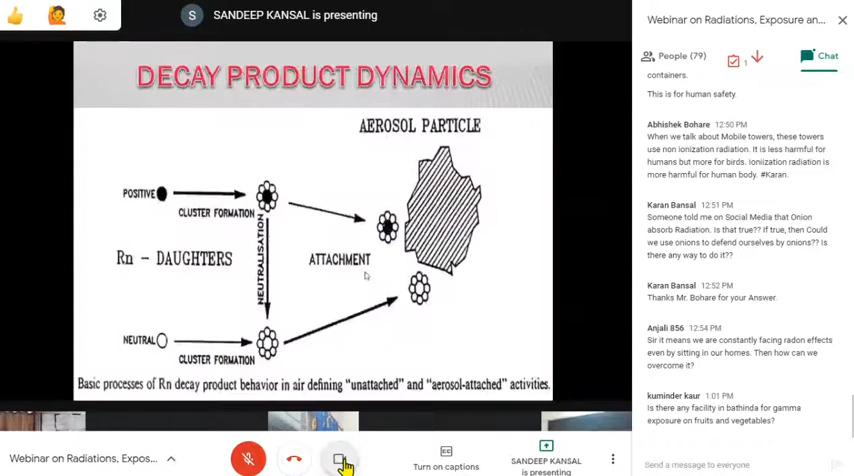 S SANDEEP KANSAL is presenting
DECAY PRODUCT DYNAMICS
AEROSOL PARTICLE
POSITIVE
CLUSTER FORMATION
NEUTRALISATION
Rn - DAUGHTERS
ATTACHMENT
NEUTRAL
CLUSTER FORMATION
Basic processes of Rn decay product behavior in air defining "unattached" and "aerosol-attached" activities.
Webinar on Radiations, Expos...
Turn on captions
SANDEEP KANSAL
is presenting
Webinar on Radiations, Exposure an...
People (79)
1
Chat
containers.
This is for human safety.
Abhishek Bohare 12:50 PM
When we talk about Mobile towers, these towers
use non ionization radiation. It is less harmful for
humans but more for birds. Ioniization radiation is
more harmful for human body. #Karan.
Karan Bansal 12:51 PM
Someone told me on Social Media that Onion
absorb Radiation. Is that true?? If true, then Could
we use onions to defend ourselves by onions?? Is
there any way to do it??
Karan Bansal 12:52 PM
Thanks Mr. Bohare for your Answer.
Anjali 856 12:54 PM
Sir it means we are constantly facing radon effects
even by sitting in our homes. Then how can we
overcome it?
kuminder kaur 1:01 PM
Is there any facility in bathinda for gamma
exposure on fruits and vegetables?
Send a message to everyone